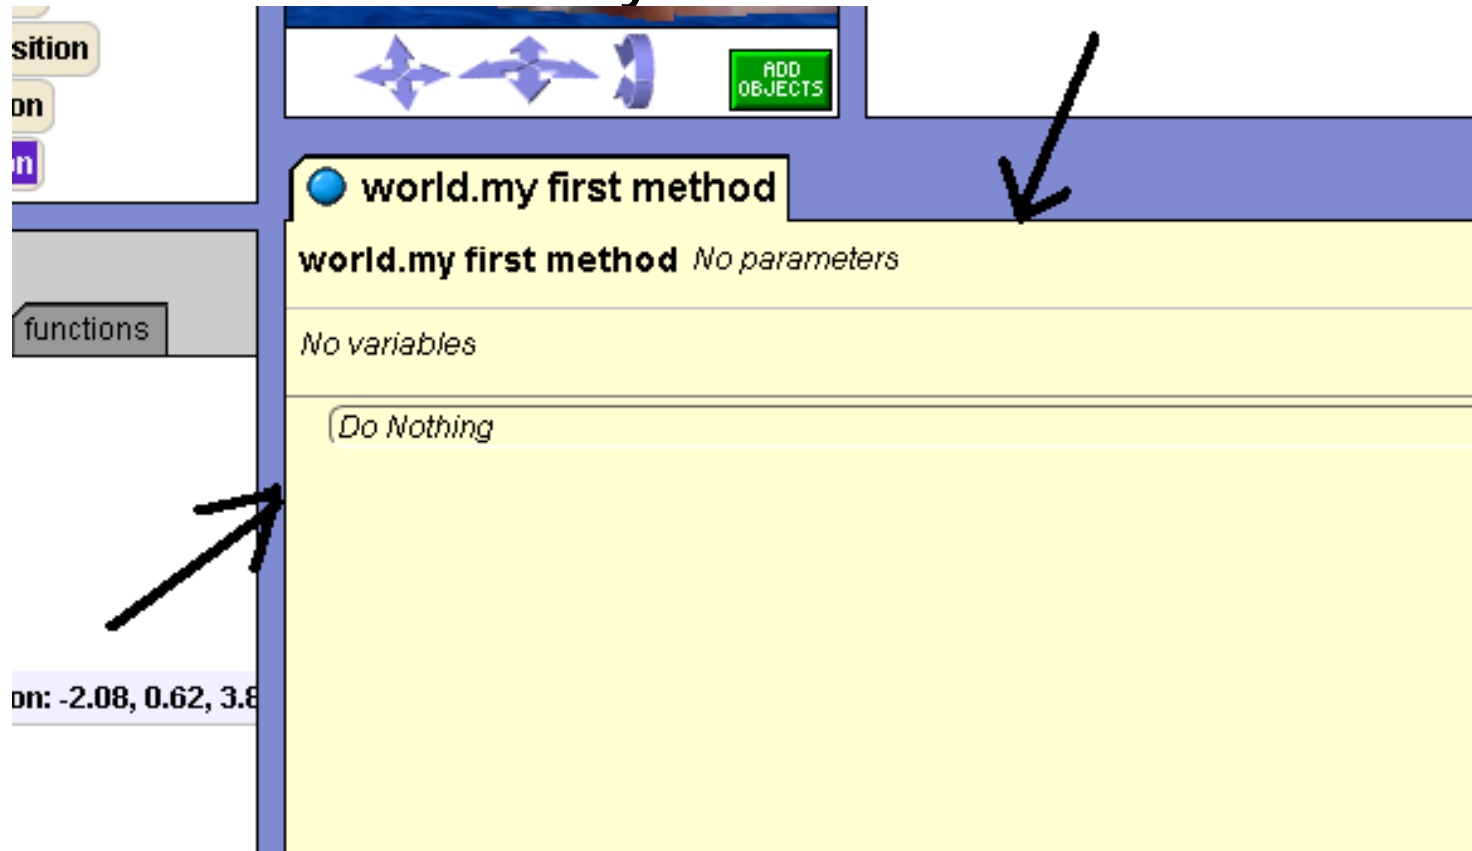 sition
on
on
ADD
OBJECTS
world.my first method
world.my first method No parameters
functions
No variables
Do Nothing
on: -2.08, 0.62, 3.8